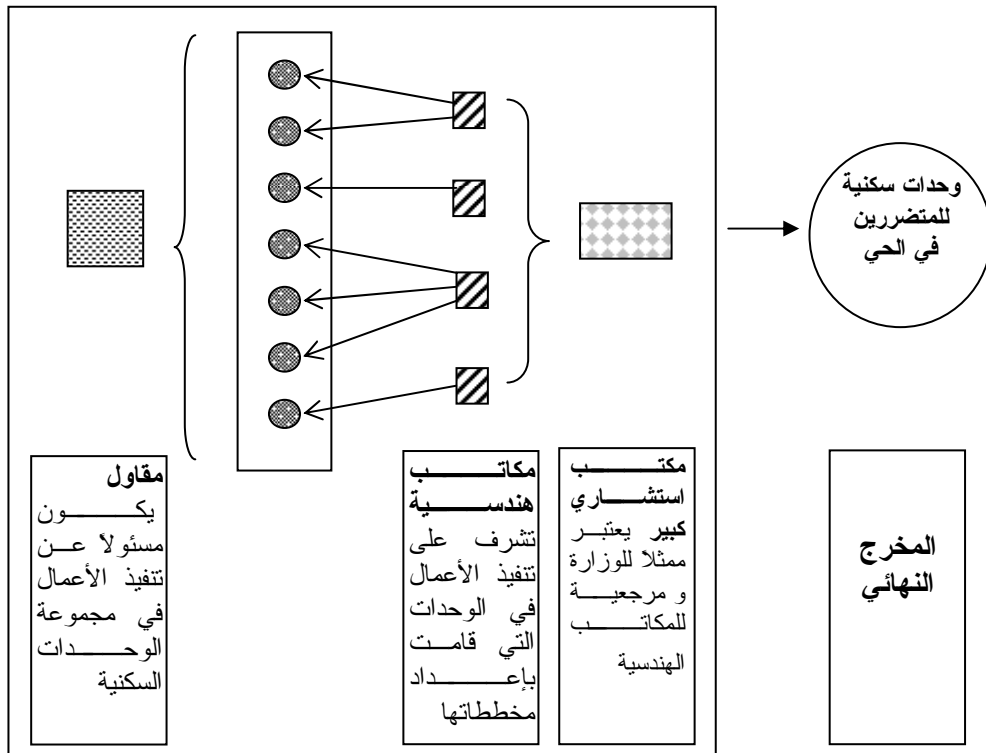 وحدات سكنية
للمتضررين
في الحي
المخرج
النهائي
مكتب
استشاري
كبير يعتبر
ممثلا للوزارة
و مرجعية
للمكاتب
الهندسية
مكاتب
هندسية
تشرف على
تنفيذ الأعمال
في الوحدات
التي قامت
بإعداد
مخططاتها
مقاول
يكون
مسئولاً عن
تنفيذ الأعمال
في مجموعة
الوحدات
السكنية